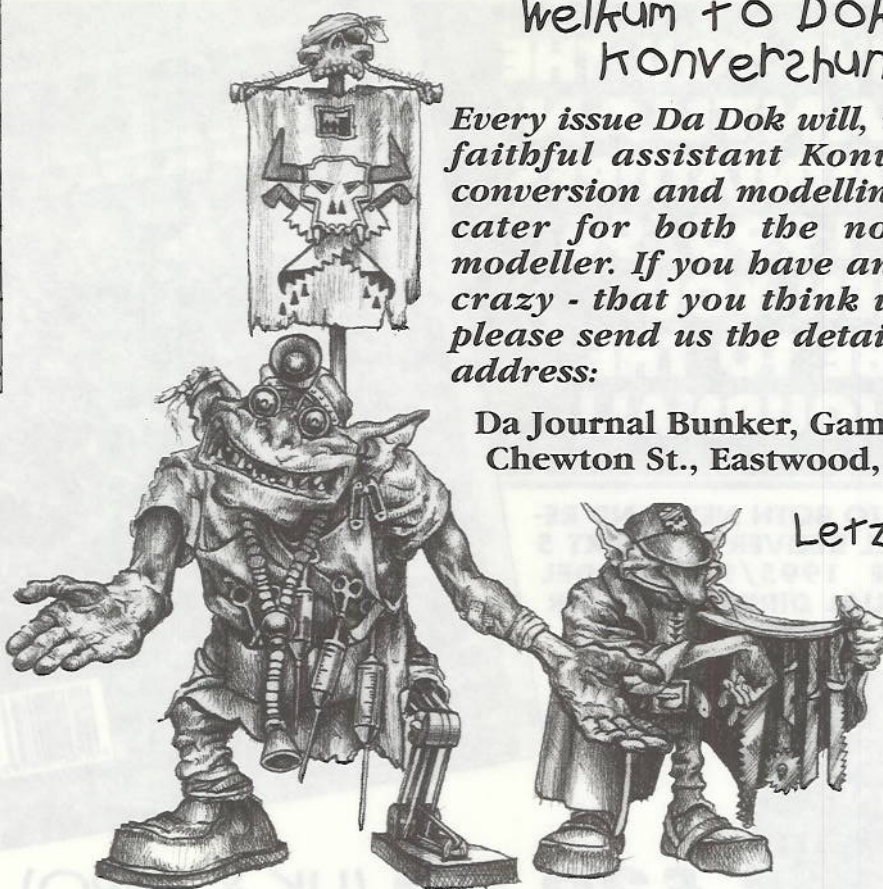 Welkum to Dok
Konvershun
Every issue Da Dok will,
faithful assistant Konv
conversion and modellin
cater for both the no
modeller. If you have an
crazy - that you think
please send us the detai
address:
Da Journal Bunker, Gam
Chewton St., Eastwood,
Letz